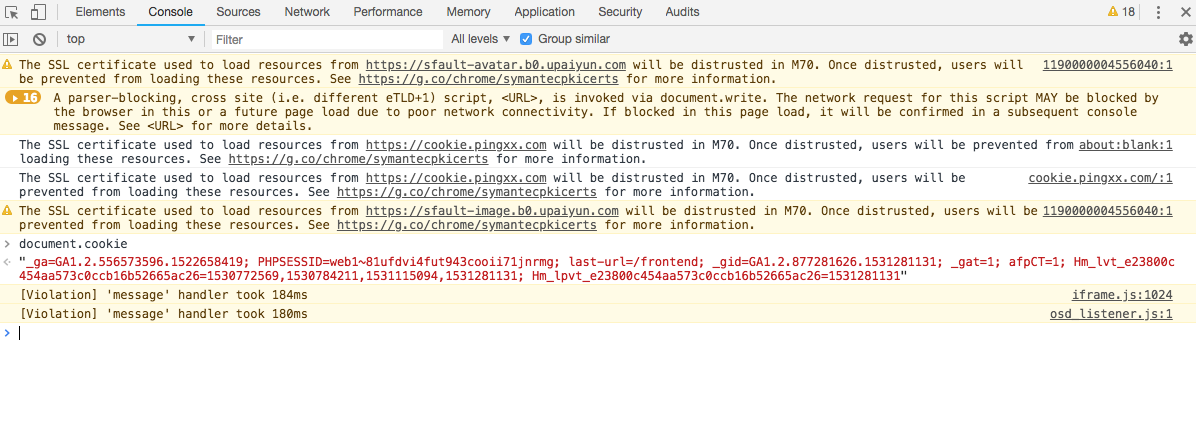 Elements Console Sources Network Performance Memory Application Security Audits 18
top Filter All levels Group similar
The SSL certificate used to load resources from https://sfault-avatar.b0.upaiyun.com will be distrusted in M70. Once distrusted, users will 1190000004556040:1
be prevented from loading these resources. See https://g.co/chrome/symantecpkicerts for more information.
16 A parser-blocking, cross site (i.e. different eTLD+1) script, <URL>, is invoked via document.write. The network request for this script MAY be blocked by
the browser in this or a future page load due to poor network connectivity. If blocked in this page load, it will be confirmed in a subsequent console
message. See <URL> for more details.
The SSL certificate used to load resources from https://cookie.pingxx.com will be distrusted in M70. Once distrusted, users will be prevented from about:blank:1
loading these resources. See https://g.co/chrome/symantecpkicerts for more information.
The SSL certificate used to load resources from https://cookie.pingxx.com will be distrusted in M70. Once distrusted, users will be cookie.pingxx.com/:1
prevented from loading these resources. See https://g.co/chrome/symantecpkicerts for more information.
The SSL certificate used to load resources from https://sfault-image.b0.upaiyun.com will be distrusted in M70. Once distrusted, users will be 1190000004556040:1
prevented from loading these resources. See https://g.co/chrome/symantecpkicerts for more information.
> document.cookie
"_ga=GA1.2.556573596.1522658419; PHPSESSID=web1~81ufdvi4fut943cooii71jnrmg; last-url=/frontend; _gid=GA1.2.877281626.1531281131; _gat=1; afpCT=1; Hm_lvt_e23800c
454aa573c0ccb16b52665ac26=1530772569,1530784211,1531115094,1531281131; Hm_lpvt_e23800c454aa573c0ccb16b52665ac26=1531281131"
[Violation] 'message' handler took 184ms iframe.js:1024
[Violation] 'message' handler took 180ms osd_listener.js:1
>